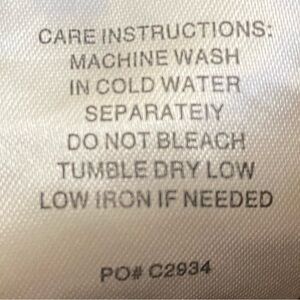 CARE INSTRUCTIONS:
MACHINE WASH
IN COLD WATER
SEPARATELY
DO NOT BLEACH
TUMBLE DRY LOW
LOW IRON IF NEEDED
PO# C2934